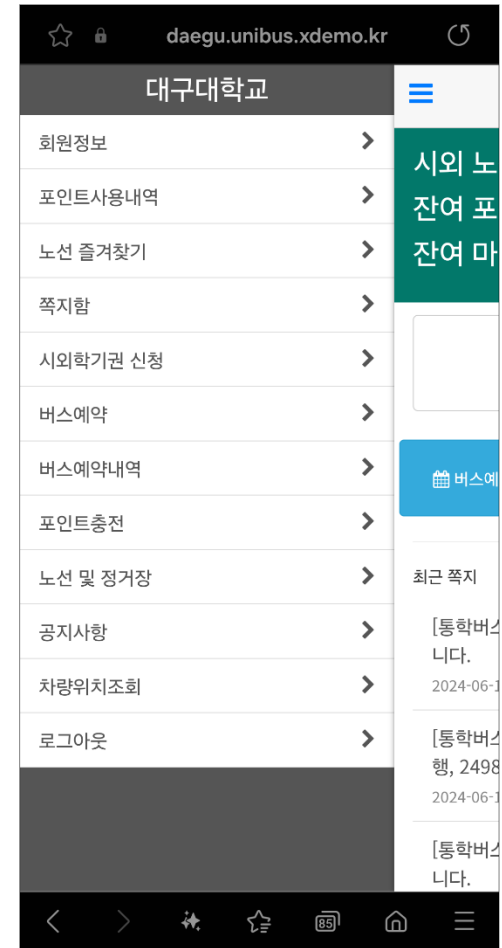 daegu.unibus.xdemo.kr
대구대학교
회원정보
포인트사용내역
노선 즐겨찾기
쪽지함
시외학기권 신청
버스예약
버스예약내역
포인트충전
노선 및 정거장
공지사항
차량위치조회
로그아웃
시외 노
잔여 포
잔여 마
버스예
최근 쪽지
[통학버스
니다.
2024-06-1
[통학버스
행, 2498
2024-06-1
[통학버스
니다.
85